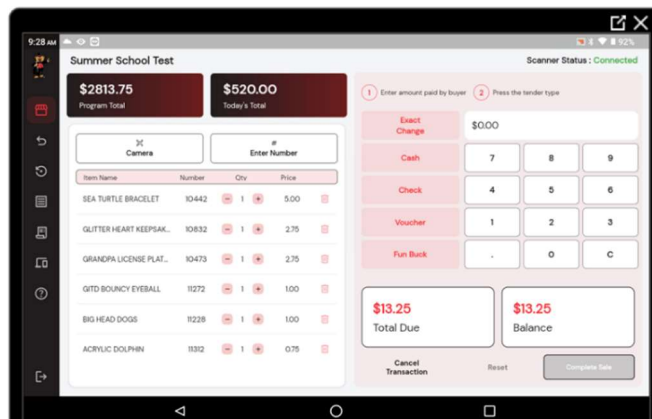 9:28 AM
92%
Summer School Test
Scanner Status : Connected
$2813.75
Program Total
$520.00
Today's Total
1 Enter amount paid by buyer 2 Press the tender type
Camera
#
Enter Number
Item Name Number Qty Price
SEA TURTLE BRACELET 10442 - 1 + 5.00
GLITTER HEART KEEPSAK... 10832 - 1 + 2.75
GRANDPA LICENSE PLAT... 10473 - 1 + 2.75
GITD BOUNCY EYEBALL 11272 - 1 + 1.00
BIG HEAD DOGS 11228 - 1 + 1.00
ACRYLIC DOLPHIN 11312 - 1 + 0.75
Exact
Change
$0.00
Cash 7 8 9
Check 4 5 6
Voucher 1 2 3
Fun Buck . 0 C
$13.25
Total Due
$13.25
Balance
Cancel
Transaction
Reset
Complete Sale